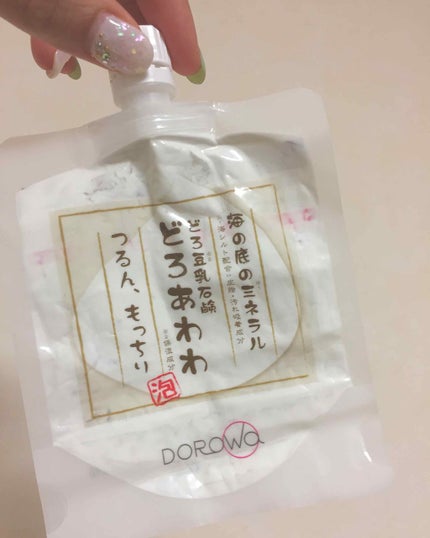 海の底のミネラル
どろ豆乳石鹸
どろあわわ
つるん、もっちり
泡
DOROwa